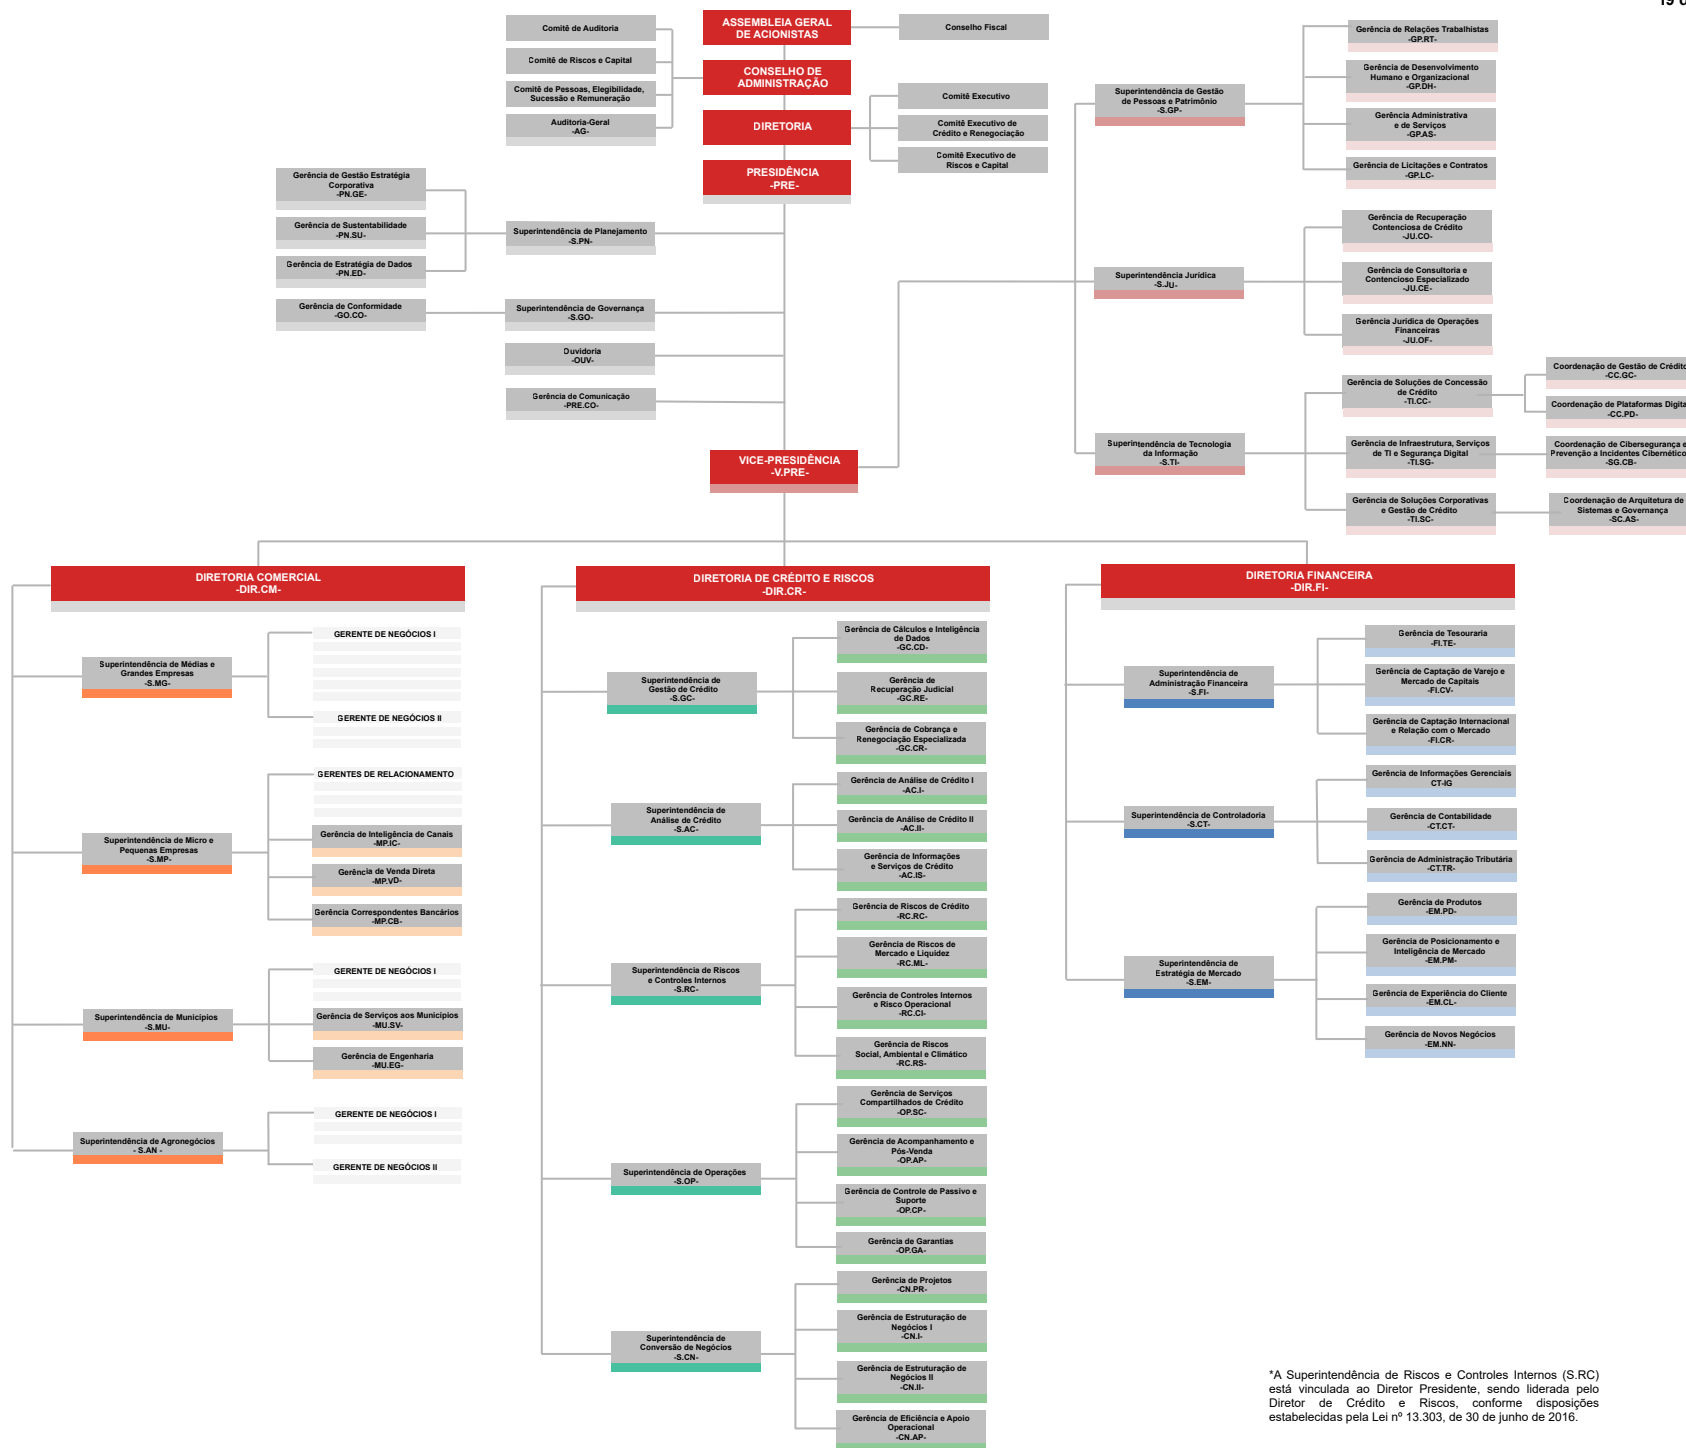 19 d
ASSEMBLEIA GERAL
DE ACIONISTAS
Conselho Fiscal
CONSELHO DE
ADMINISTRAÇÃO
Comitê de Auditoria
Comitê de Riscos e Capital
Comitê de Pessoas, Elegibilidade,
Sucessão e Remuneração
Auditoria-Geral
-AG-
DIRETORIA
Comitê Executivo
Comitê Executivo de
Crédito e Renegociação
Comitê Executivo de
Riscos e Capital
PRESIDÊNCIA
-PRE-
Gerência de Gestão Estratégia
Corporativa
-PN.GE-
Gerência de Sustentabilidade
-PN.SU-
Gerência de Estratégia de Dados
-PN.ED-
Superintendência de Planejamento
-S.PN-
Gerência de Conformidade
-GO.CO-
Superintendência de Governança
-S.GO-
Ouvidoria
-OUV-
Gerência de Comunicação
-PRE.CO-
VICE-PRESIDÊNCIA
-V.PRE-
Superintendência de Gestão
de Pessoas e Patrimônio
-S.GP-
Gerência de Relações Trabalhistas
-GP.RT-
Gerência de Desenvolvimento
Humano e Organizacional
-GP.DH-
Gerência Administrativa
e de Serviços
-GP.AS-
Gerência de Licitações e Contratos
-GP.LC-
Superintendência Jurídica
-S.JU-
Gerência de Recuperação
Contenciosa de Crédito
-JU.CO-
Gerência de Consultoria e
Contencioso Especializado
-JU.CE-
Gerência Jurídica de Operações
Financeiras
-JU.OF-
Superintendência de Tecnologia
da Informação
-S.TI-
Gerência de Soluções de Concessão
de Crédito
-TI.CC-
Coordenação de Gestão de Crédito
-CC.GC-
Coordenação de Plataformas Digita
-CC.PD-
Gerência de Infraestrutura, Serviços
de TI e Segurança Digital
-TI.SG-
Coordenação de Cibersegurança e
Prevenção a Incidentes Cibernético
-SG.CB-
Gerência de Soluções Corporativas
e Gestão de Crédito
-TI.SC-
Coordenação de Arquitetura de
Sistemas e Governança
-SC.AS-
DIRETORIA COMERCIAL
-DIR.CM-
Superintendência de Médias e
Grandes Empresas
-S.MG-
GERENTE DE NEGÓCIOS I
GERENTE DE NEGÓCIOS II
Superintendência de Micro e
Pequenas Empresas
-S.MP-
GERENTES DE RELACIONAMENTO
Gerência de Inteligência de Canais
-MP.IC-
Gerência de Venda Direta
-MP.VD-
Gerência Correspondentes Bancários
-MP.CB-
Superintendência de Municípios
-S.MU-
GERENTE DE NEGÓCIOS I
Gerência de Serviços aos Municípios
-MU.SV-
Gerência de Engenharia
-MU.EG-
Superintendência de Agronegócios
- S.AN -
GERENTE DE NEGÓCIOS I
GERENTE DE NEGÓCIOS II
DIRETORIA DE CRÉDITO E RISCOS
-DIR.CR-
Superintendência de
Gestão de Crédito
-S.GC-
Gerência de Cálculos e Inteligência
de Dados
-GC.CD-
Gerência de
Recuperação Judicial
-GC.RE-
Gerência de Cobrança e
Renegociação Especializada
-GC.CR-
Superintendência de
Análise de Crédito
-S.AC-
Gerência de Análise de Crédito I
-AC.I-
Gerência de Análise de Crédito II
-AC.II-
Gerência de Informações
e Serviços de Crédito
-AC.IS-
Superintendência de Riscos
e Controles Internos
-S.RC-
Gerência de Riscos de Crédito
-RC.RC-
Gerência de Riscos de
Mercado e Liquidez
-RC.ML-
Gerência de Controles Internos
e Risco Operacional
-RC.CI-
Gerência de Riscos
Social, Ambiental e Climático
-RC.RS-
Superintendência de Operações
-S.OP-
Gerência de Serviços
Compartilhados de Crédito
-OP.SC-
Gerência de Acompanhamento e
Pós-Venda
-OP.AP-
Gerência de Controle de Passivo e
Suporte
-OP.CP-
Gerência de Garantias
-OP.GA-
Superintendência de
Conversão de Negócios
-S.CN-
Gerência de Projetos
-CN.PR-
Gerência de Estruturação de
Negócios I
-CN.I-
Gerência de Estruturação de
Negócios II
-CN.II-
Gerência de Eficiência e Apoio
Operacional
-CN.AP-
DIRETORIA FINANCEIRA
-DIR.FI-
Superintendência de
Administração Financeira
-S.FI-
Gerência de Tesouraria
-FI.TE-
Gerência de Captação de Varejo e
Mercado de Capitais
-FI.CV-
Gerência de Captação Internacional
e Relação com o Mercado
-FI.CR-
Superintendência de Controladoria
-S.CT-
Gerência de Informações Gerenciais
CT-IG
Gerência de Contabilidade
-CT.CT-
Gerência de Administração Tributária
-CT.TR-
Superintendência de
Estratégia de Mercado
-S.EM-
Gerência de Produtos
-EM.PD-
Gerência de Posicionamento e
Inteligência de Mercado
-EM.PM-
Gerência de Experiência do Cliente
-EM.CL-
Gerência de Novos Negócios
-EM.NN-
*A Superintendência de Riscos e Controles Internos (S.RC)
está vinculada ao Diretor Presidente, sendo liderada pelo
Diretor de Crédito e Riscos, conforme disposições
estabelecidas pela Lei nº 13.303, de 30 de junho de 2016.